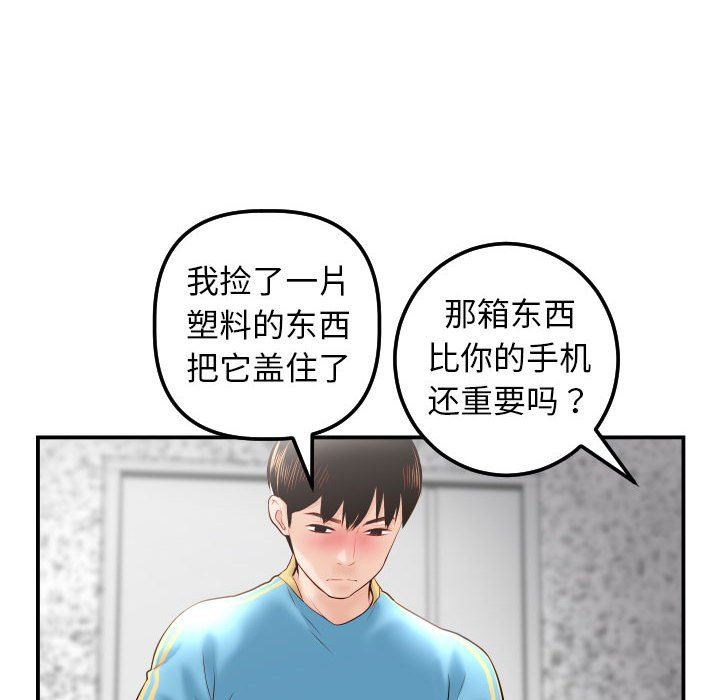 我捡了一片
塑料的东西
把它盖住了
那箱东西
比你的手机
还重要吗？